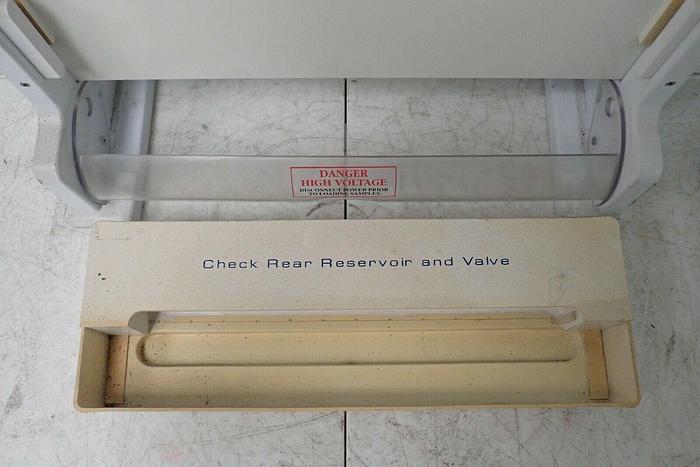 DANGER
HIGH VOLTAGE
DISCONNECT POWER PRIOR
TO LOADING SAMPLES
Check Rear Reservoir and Valve